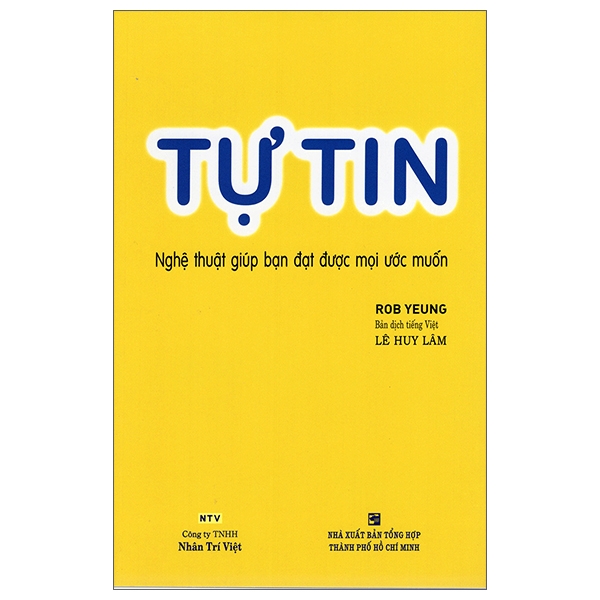 TỰ TIN
Nghệ thuật giúp bạn đạt được mọi ước muốn
ROB YEUNG
Bản dịch tiếng Việt
LÊ HUY LÂM
NTV
Công ty TNHH
Nhân Trí Việt
NHÀ XUẤT BẢN TỔNG HỢP
THÀNH PHỐ HỒ CHÍ MINH